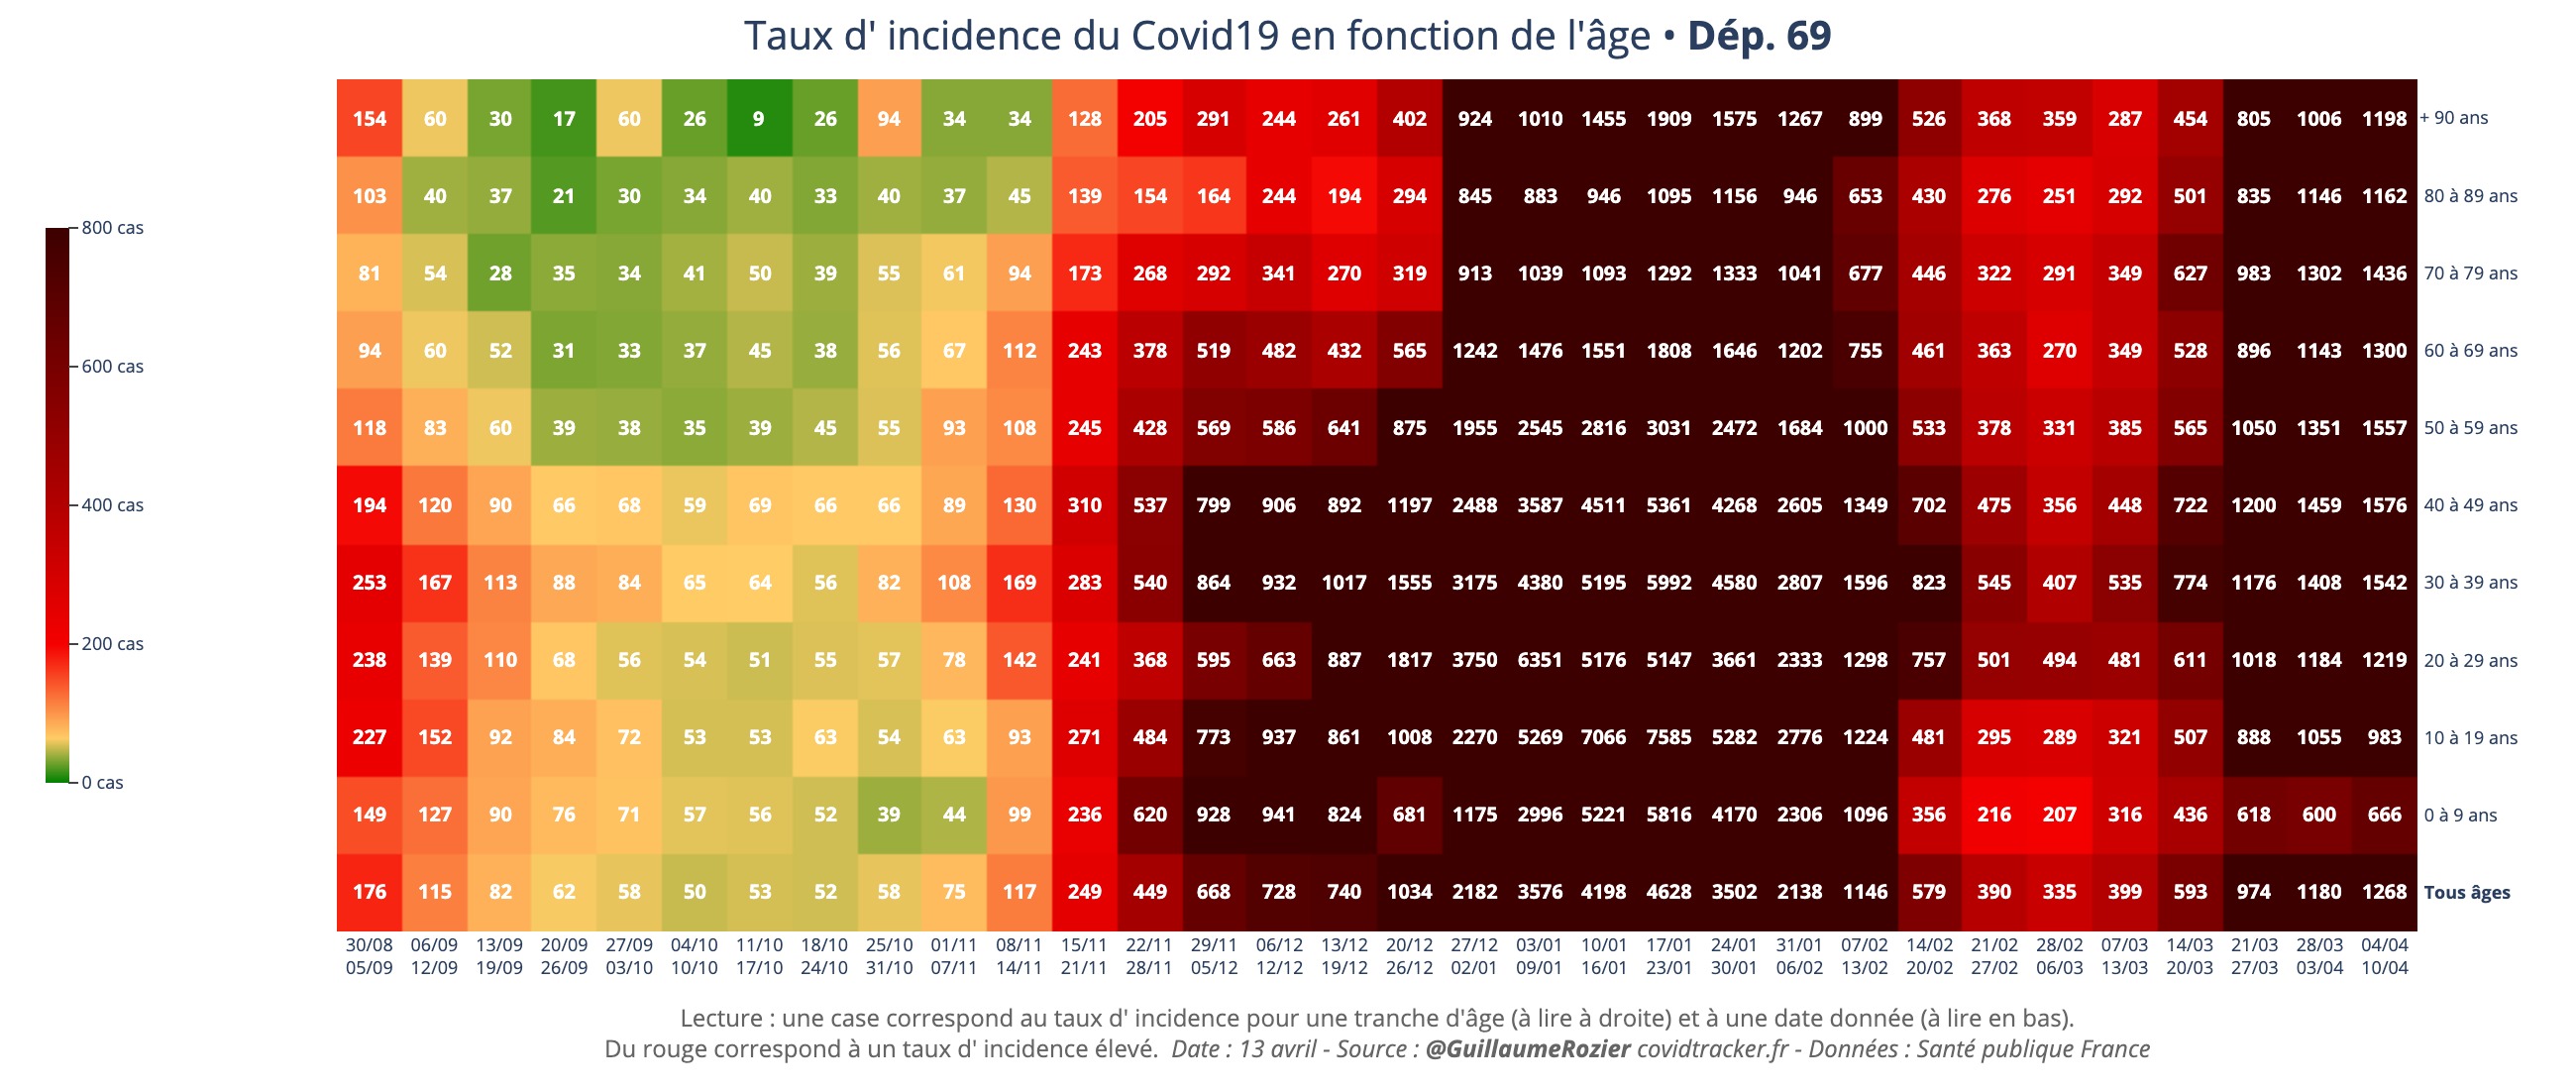 Taux d' incidence du Covid19 en fonction de l'âge • Dép. 69
154 60 30 17 60 26 9 26 94 34 34 128 205 291 244 261 402 924 1010 1455 1909 1575 1267 899 526 368 359 287 454 805 1006 1198 + 90 ans
103 40 37 21 30 34 40 33 40 37 45 139 154 164 244 194 294 845 883 946 1095 1156 946 653 430 276 251 292 501 835 1146 1162 80 à 89 ans
800 cas
81 54 28 35 34 41 50 39 55 61 94 173 268 292 341 270 319 913 1039 1093 1292 1333 1041 677 446 322 291 349 627 983 1302 1436 70 à 79 ans
94 60 52 31 33 37 45 38 56 67 112 243 378 519 482 432 565 1242 1476 1551 1808 1646 1202 755 461 363 270 349 528 896 1143 1300 60 à 69 ans
600 cas
118 83 60 39 38 35 39 45 55 93 108 245 428 569 586 641 875 1955 2545 2816 3031 2472 1684 1000 533 378 331 385 565 1050 1351 1557 50 à 59 ans
400 cas
194 120 90 66 68 59 69 66 66 89 130 310 537 799 906 892 1197 2488 3587 4511 5361 4268 2605 1349 702 475 356 448 722 1200 1459 1576 40 à 49 ans
253 167 113 88 84 65 64 56 82 108 169 283 540 864 932 1017 1555 3175 4380 5195 5992 4580 2807 1596 823 545 407 535 774 1176 1408 1542 30 à 39 ans
200 cas
238 139 110 68 56 54 51 55 57 78 142 241 368 595 663 887 1817 3750 6351 5176 5147 3661 2333 1298 757 501 494 481 611 1018 1184 1219 20 à 29 ans
227 152 92 84 72 53 53 63 54 63 93 271 484 773 937 861 1008 2270 5269 7066 7585 5282 2776 1224 481 295 289 321 507 888 1055 983 10 à 19 ans
0 cas
149 127 90 76 71 57 56 52 39 44 99 236 620 928 941 824 681 1175 2996 5221 5816 4170 2306 1096 356 216 207 316 436 618 600 666 0 à 9 ans
176 115 82 62 58 50 53 52 58 75 117 249 449 668 728 740 1034 2182 3576 4198 4628 3502 2138 1146 579 390 335 399 593 974 1180 1268 Tous âges
30/08 06/09 13/09 20/09 27/09 04/10 11/10 18/10 25/10 01/11 08/11 15/11 22/11 29/11 06/12 13/12 20/12 27/12 03/01 10/01 17/01 24/01 31/01 07/02 14/02 21/02 28/02 07/03 14/03 21/03 28/03 04/04
05/09 12/09 19/09 26/09 03/10 10/10 17/10 24/10 31/10 07/11 14/11 21/11 28/11 05/12 12/12 19/12 26/12 02/01 09/01 16/01 23/01 30/01 06/02 13/02 20/02 27/02 06/03 13/03 20/03 27/03 03/04 10/04
Lecture : une case correspond au taux d' incidence pour une tranche d'âge (à lire à droite) et à une date donnée (à lire en bas).
Du rouge correspond à un taux d' incidence élevé. Date : 13 avril - Source : @GuillaumeRozier covidtracker.fr - Données : Santé publique France